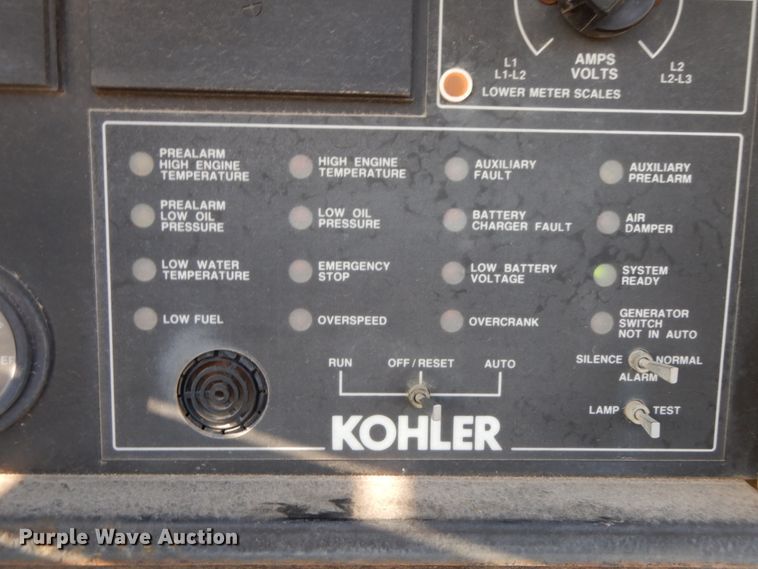 L1
L1-L2
AMPS
VOLTS
L2
L2-L3
LOWER METER SCALES
PREALARM
HIGH ENGINE
TEMPERATURE
HIGH ENGINE
TEMPERATURE
AUXILIARY
FAULT
AUXILIARY
PREALARM
PREALARM
LOW OIL
PRESSURE
LOW OIL
PRESSURE
BATTERY
CHARGER FAULT
AIR
DAMPER
LOW WATER
TEMPERATURE
EMERGENCY
STOP
LOW BATTERY
VOLTAGE
SYSTEM
READY
LOW FUEL
OVERSPEED
OVERCRANK
GENERATOR
SWITCH
NOT IN AUTO
RUN OFF/RESET AUTO
SILENCE NORMAL
ALARM
LAMP TEST
KOHLER
Purple Wave Auction